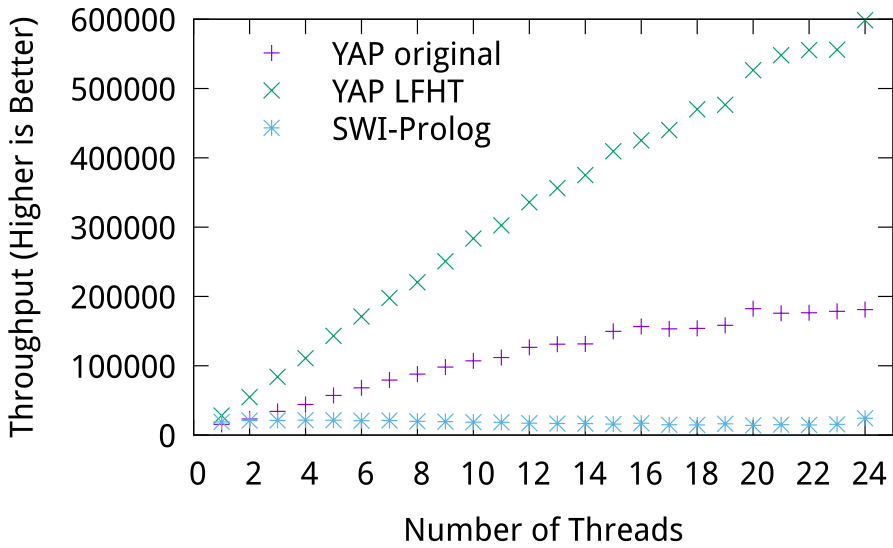 600000
500000
400000
300000
200000
100000
0
Throughput (Higher is Better)
YAP original
YAP LFHT
SWI-Prolog
0 2 4 6 8 10 12 14 16 18 20 22 24
Number of Threads